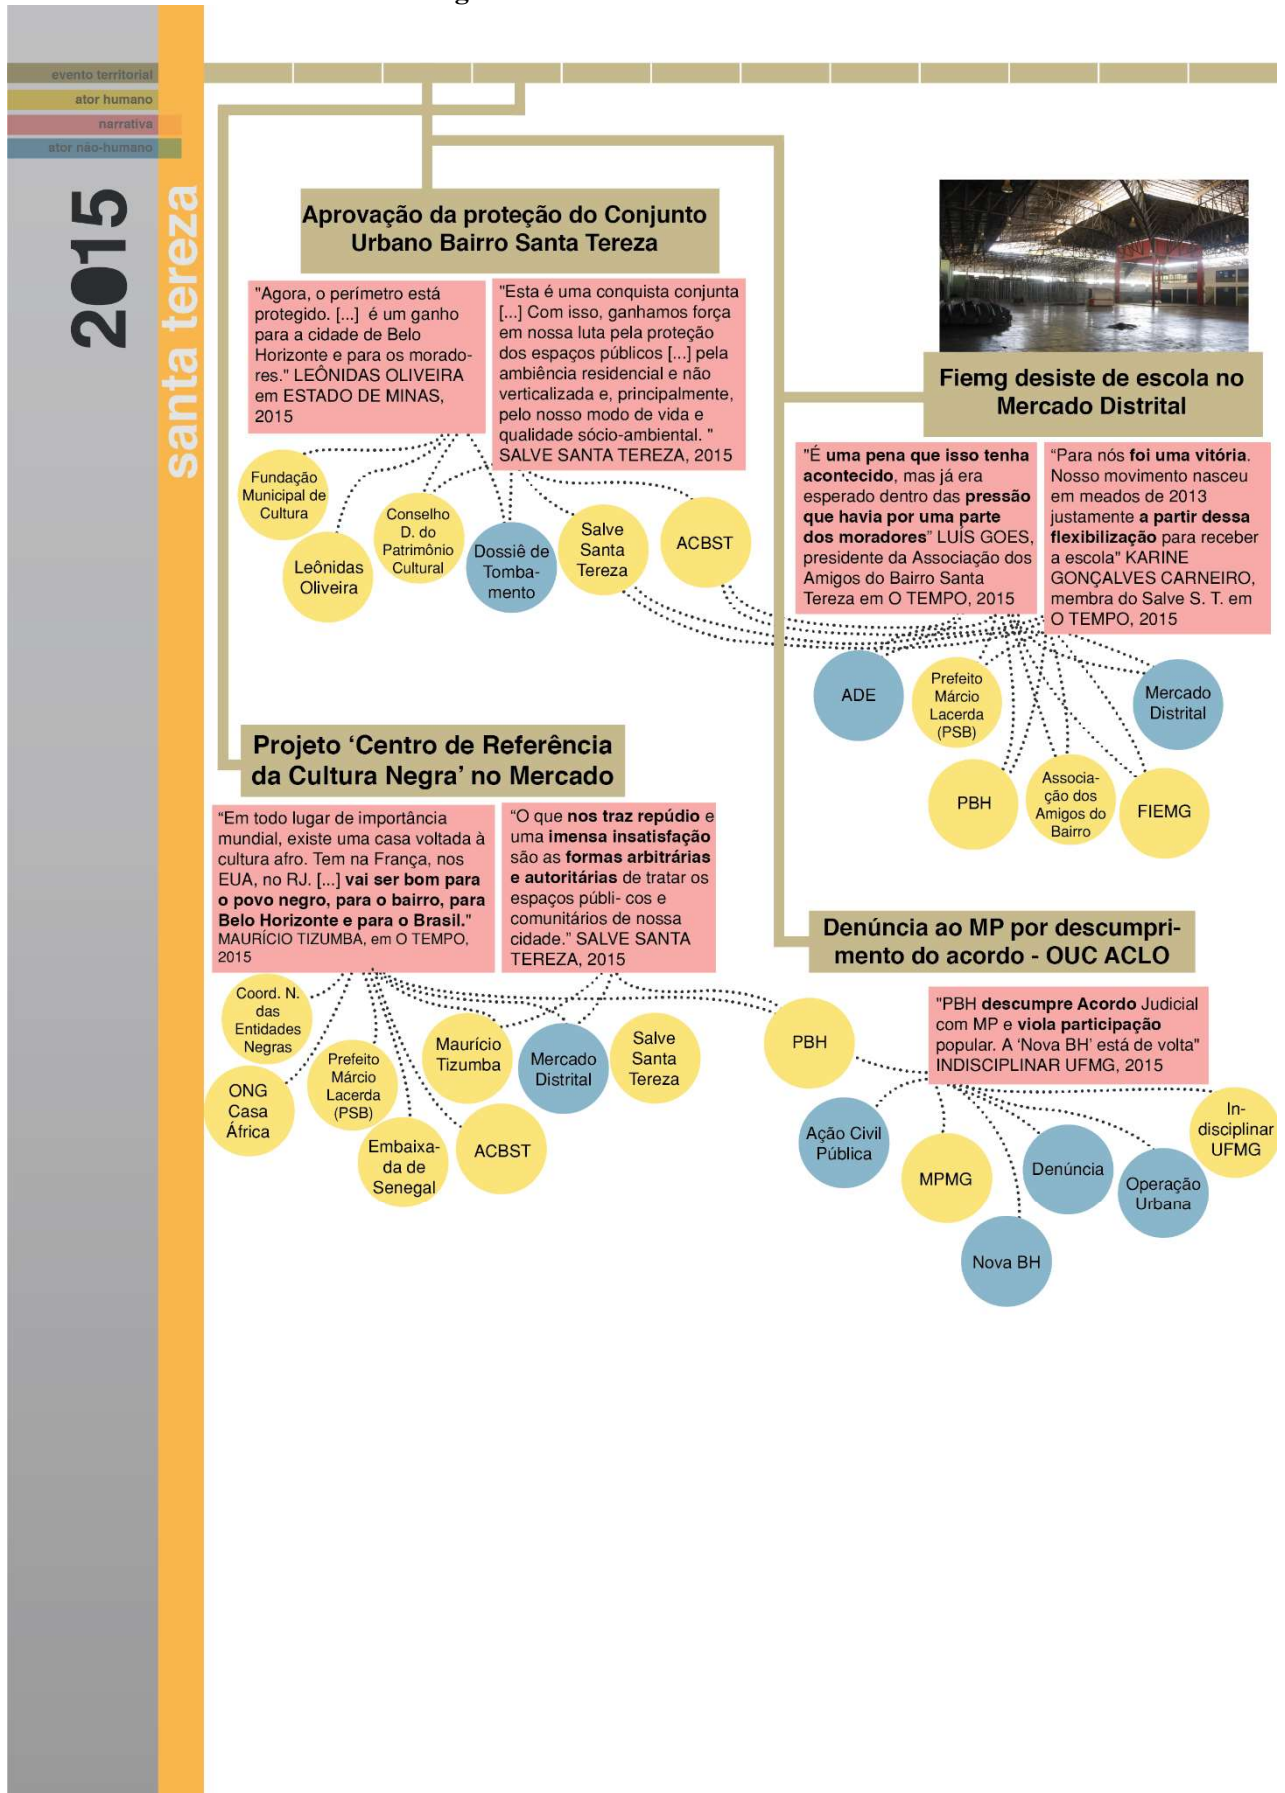 evento territorial
ator humano
narrativa
ator não-humano
2015
santa tereza
Aprovação da proteção do Conjunto
Urbano Bairro Santa Tereza
"Agora, o perímetro está
protegido. [...] é um ganho
para a cidade de Belo
Horizonte e para os morado-
res." LEÔNIDAS OLIVEIRA
em ESTADO DE MINAS,
2015
"Esta é uma conquista conjunta
[...] Com isso, ganhamos força
em nossa luta pela proteção
dos espaços públicos [...] pela
ambiência residencial e não
verticalizada e, principalmente,
pelo nosso modo de vida e
qualidade sócio-ambiental. "
SALVE SANTA TEREZA, 2015
Fundação
Municipal de
Cultura
Leônidas
Oliveira
Conselho
D. do
Patrimônio
Cultural
Dossiê de
Tomba-
mento
Salve
Santa
Tereza
ACBST
Fiemg desiste de escola no
Mercado Distrital
"É uma pena que isso tenha
acontecido, mas já era
esperado dentro das pressão
que havia por uma parte
dos moradores" LUÍS GOES,
presidente da Associação dos
Amigos do Bairro Santa
Tereza em O TEMPO, 2015
"Para nós foi uma vitória.
Nosso movimento nasceu
em meados de 2013
justamente a partir dessa
flexibilização para receber
a escola" KARINE
GONÇALVES CARNEIRO,
membra do Salve S. T. em
O TEMPO, 2015
ADE
Prefeito
Márcio
Lacerda
(PSB)
Mercado
Distrital
PBH
Associa-
ção dos
Amigos do
Bairro
FIEMG
Projeto ‘Centro de Referência
da Cultura Negra’ no Mercado
"Em todo lugar de importância
mundial, existe uma casa voltada à
cultura afro. Tem na França, nos
EUA, no RJ. [...] vai ser bom para
o povo negro, para o bairro, para
Belo Horizonte e para o Brasil."
MAURÍCIO TIZUMBA, em O TEMPO,
2015
"O que nos traz repúdio e
uma imensa insatisfação
são as formas arbitrárias
e autoritárias de tratar os
espaços públi- cos e
comunitários de nossa
cidade." SALVE SANTA
TEREZA, 2015
Coord. N.
das
Entidades
Negras
ONG
Casa
África
Prefeito
Márcio
Lacerda
(PSB)
Embaixa-
da de
Senegal
Maurício
Tizumba
ACBST
Mercado
Distrital
Salve
Santa
Tereza
PBH
Denúncia ao MP por descumpri-
mento do acordo - OUC ACLO
"PBH descumpre Acordo Judicial
com MP e viola participação
popular. A ‘Nova BH’ está de volta"
INDISCIPLINAR UFMG, 2015
Ação Civil
Pública
MPMG
Nova BH
Denúncia
Operação
Urbana
In-
disciplinar
UFMG